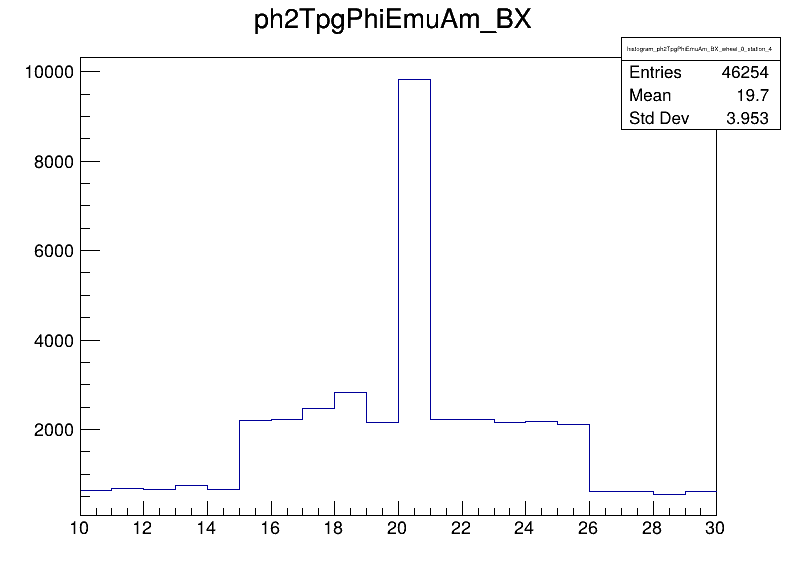 ph2TpgPhiEmuAm_BX
histogram_ph2TpgPhiEmuAm_BX_wheel_0_station_4
Entries 46254
Mean 19.7
Std Dev 3.953
10000
8000
6000
4000
2000
10 12 14 16 18 20 22 24 26 28 30